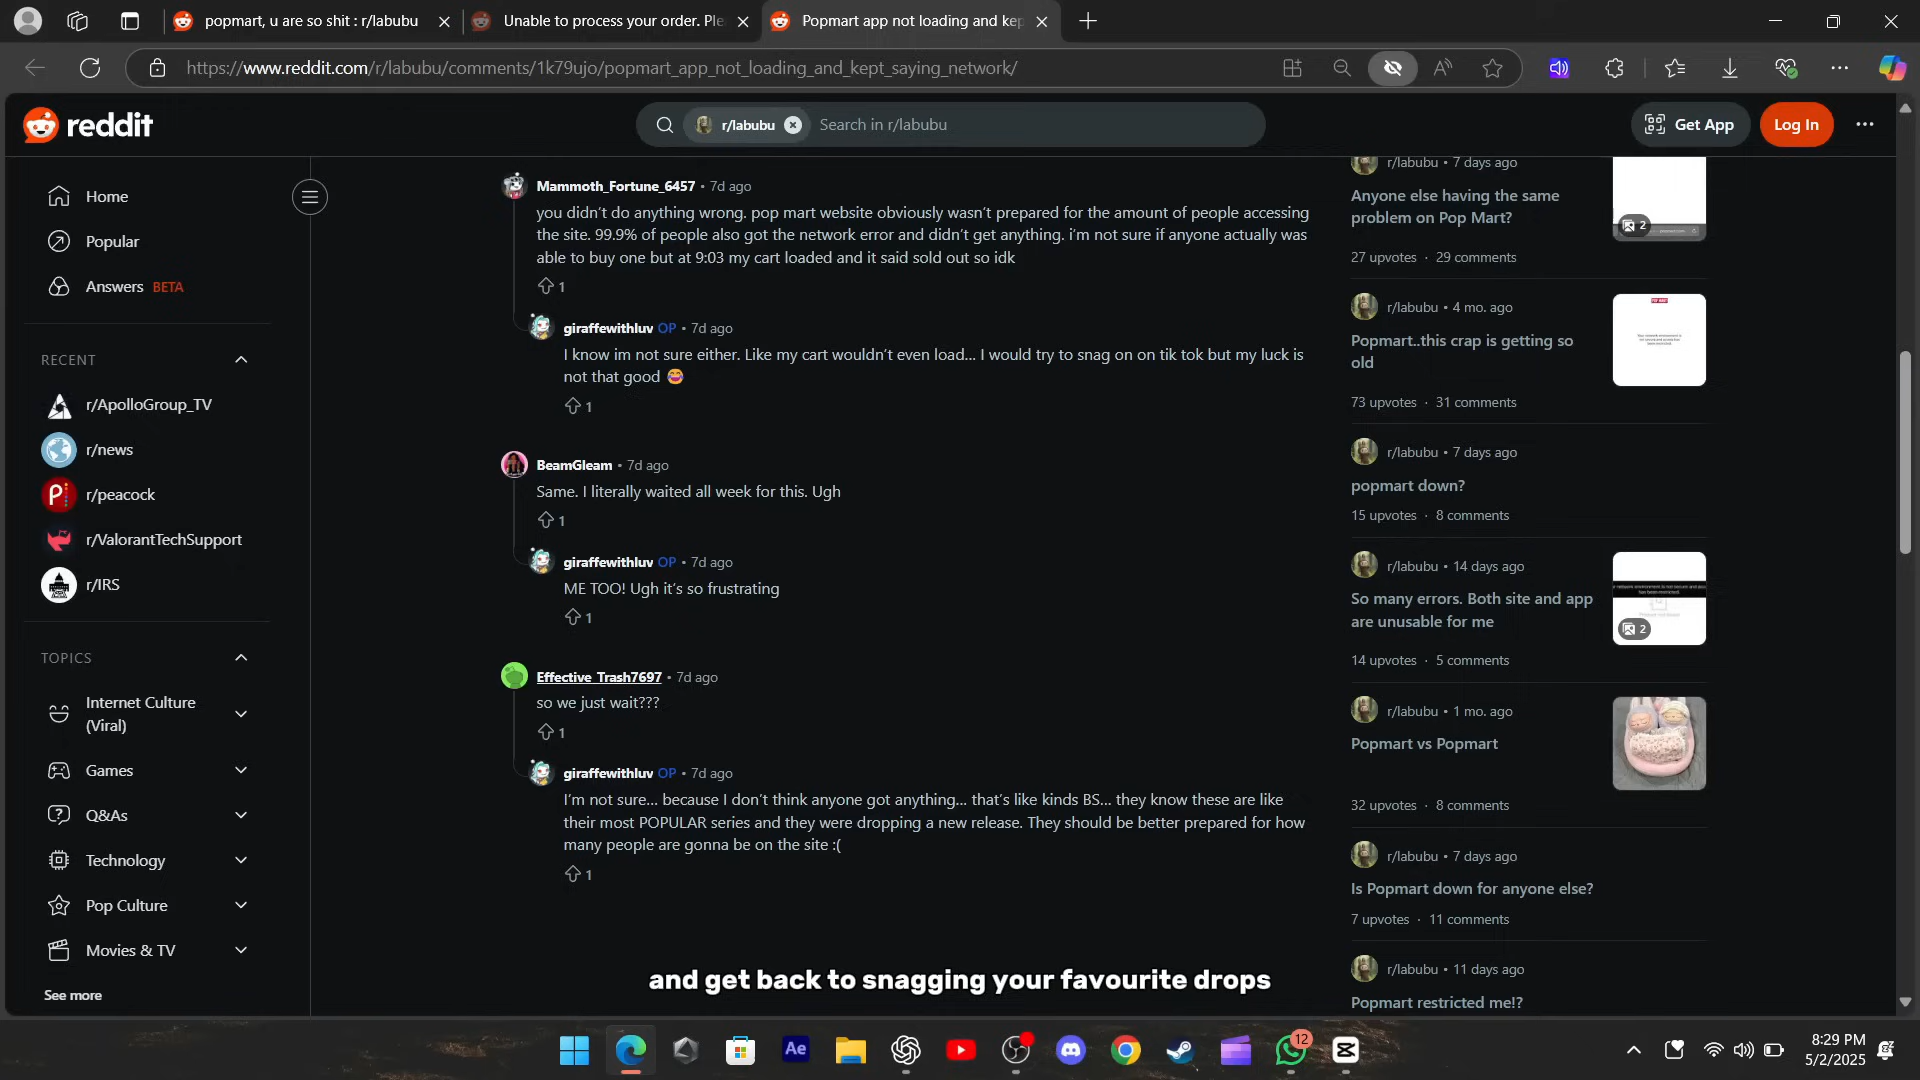 popmart, u are so shit : r/labubu
Unable to process your order. Ple
Popmart app not loading and kep
https://www.reddit.com/r/labubu/comments/1k79ujo/popmart_app_not_loading_and_kept_saying_network/
reddit
r/labubu
Search in r/labubu
Get App
Log In
Home
Popular
Answers BETA
RECENT
r/ApolloGroup_TV
r/news
r/peacock
r/ValorantTechSupport
r/IRS
TOPICS
Internet Culture
(Viral)
Games
Q&As
Technology
Pop Culture
Movies & TV
See more
Mammoth_Fortune_6457 • 7d ago
you didn't do anything wrong. pop mart website obviously wasn't prepared for the amount of people accessing
the site. 99.9% of people also got the network error and didn't get anything. i'm not sure if anyone actually was
able to buy one but at 9:03 my cart loaded and it said sold out so idk
1
giraffewithluv OP • 7d ago
I know im not sure either. Like my cart wouldn't even load... I would try to snag on on tik tok but my luck is
not that good 😂
1
BeamGleam • 7d ago
Same. I literally waited all week for this. Ugh
1
giraffewithluv OP • 7d ago
ME TOO! Ugh it's so frustrating
1
Effective_Trash7697 • 7d ago
so we just wait???
1
giraffewithluv OP • 7d ago
I'm not sure... because I don't think anyone got anything... that's like kinds BS... they know these are like
their most POPULAR series and they were dropping a new release. They should be better prepared for how
many people are gonna be on the site :(
1
r/labubu • 7 days ago
Anyone else having the same
problem on Pop Mart?
2
27 upvotes · 29 comments
r/labubu • 4 mo. ago
Popmart..this crap is getting so
old
73 upvotes · 31 comments
r/labubu • 7 days ago
popmart down?
15 upvotes · 8 comments
r/labubu • 14 days ago
So many errors. Both site and app
are unusable for me
2
14 upvotes · 5 comments
r/labubu • 1 mo. ago
Popmart vs Popmart
32 upvotes · 8 comments
r/labubu • 7 days ago
Is Popmart down for anyone else?
7 upvotes · 11 comments
r/labubu • 11 days ago
Popmart restricted me!?
and get back to snagging your favourite drops
Ae
12
8:29 PM
5/2/2025